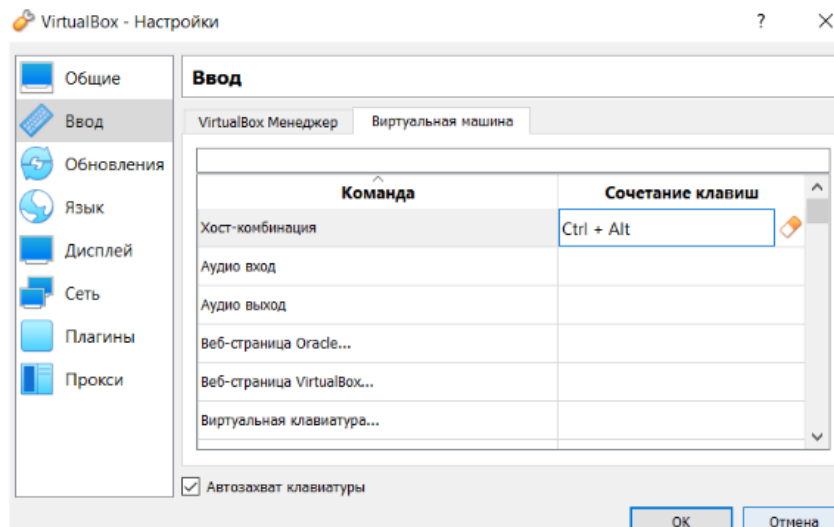 VirtualBox - Настройки
?
Общие
Ввод
Обновления
Язык
Дисплей
Сеть
Плагины
Прокси
Ввод
VirtualBox Менеджер Виртуальная машина
Команда Сочетание клавиш
Хост-комбинация Ctrl + Alt
Аудио вход
Аудио выход
Веб-страница Oracle...
Веб-страница VirtualBox...
Виртуальная клавиатура...
Автозахват клавиатуры
ОК Отмена